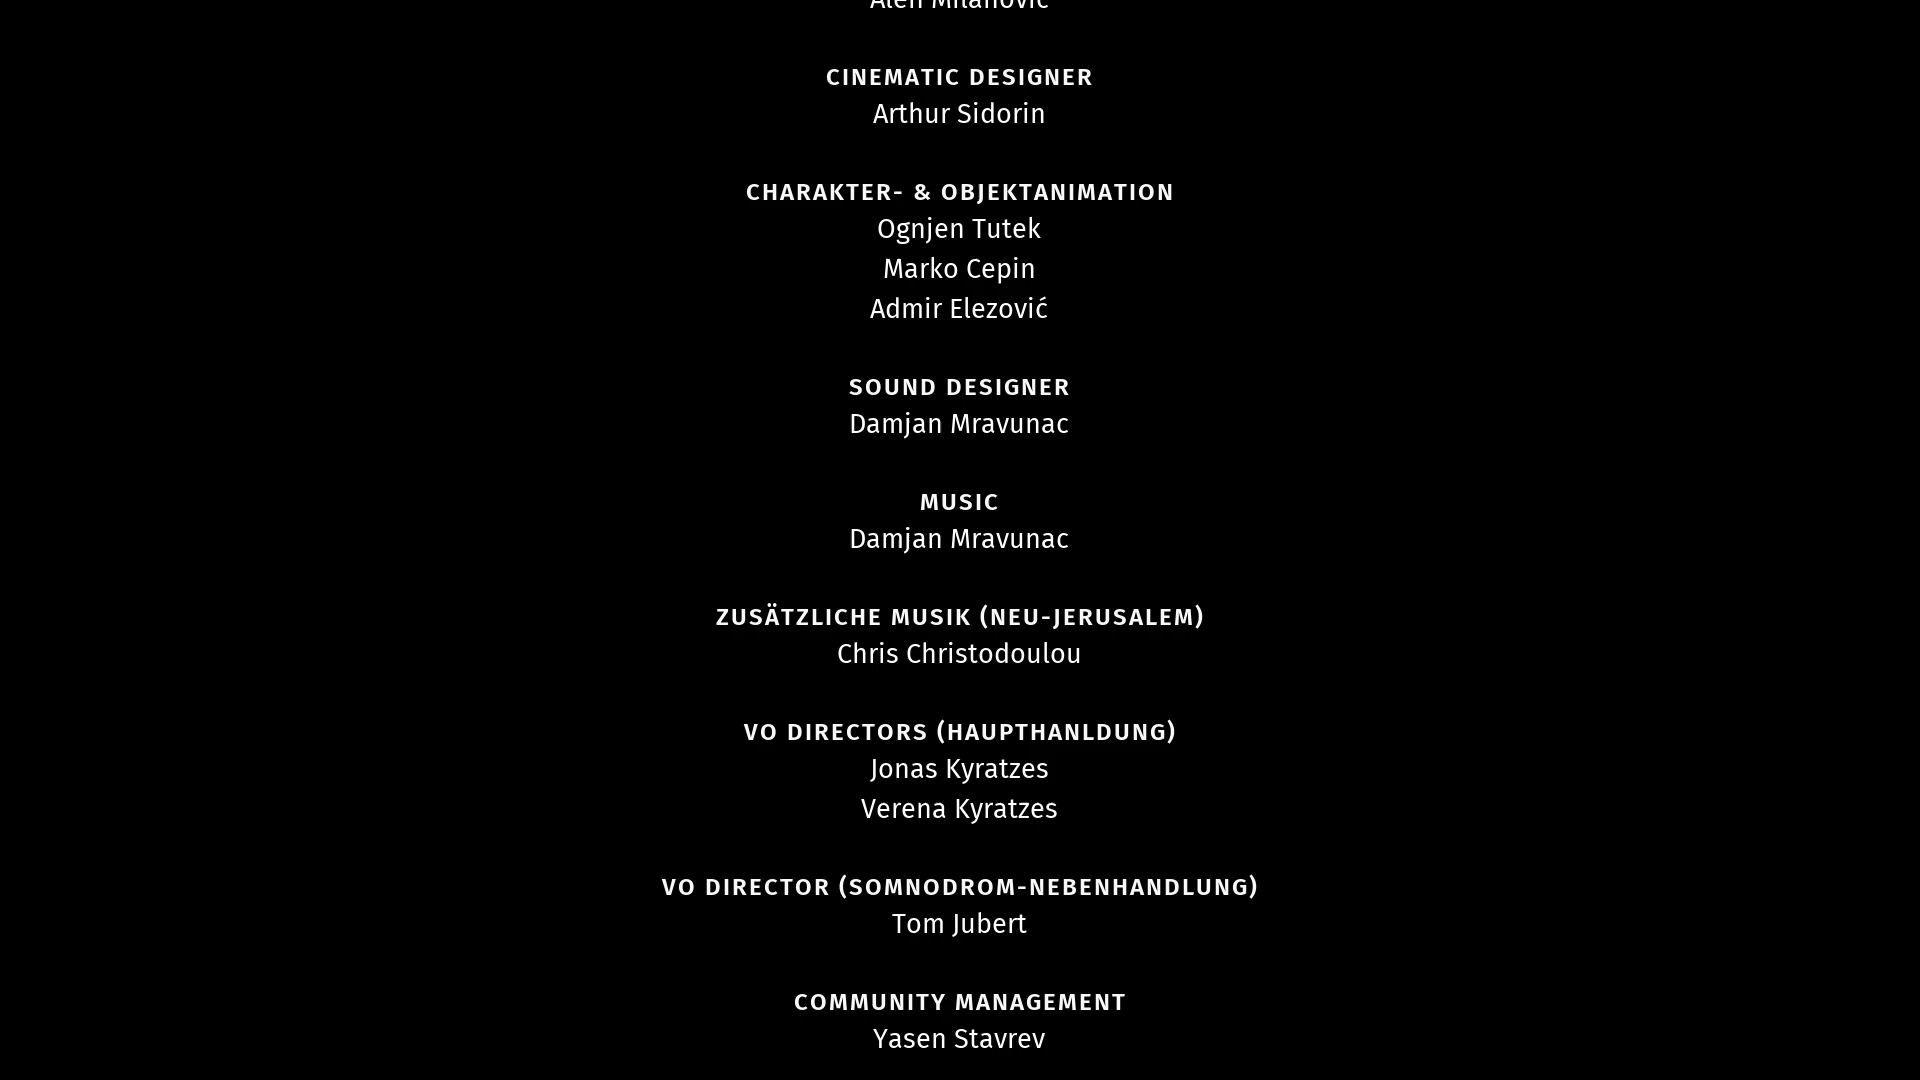 Alen Milanović
CINEMATIC DESIGNER
Arthur Sidorin
CHARAKTER- & OBJEKTANIMATION
Ognjen Tutek
Marko Cepin
Admir Elezović
SOUND DESIGNER
Damjan Mravunac
MUSIC
Damjan Mravunac
ZUSÄTZLICHE MUSIK (NEU-JERUSALEM)
Chris Christodoulou
VO DIRECTORS (HAUPTHANLDUNG)
Jonas Kyratzes
Verena Kyratzes
VO DIRECTOR (SOMNODROM-NEBENHANDLUNG)
Tom Jubert
COMMUNITY MANAGEMENT
Yasen Stavrev